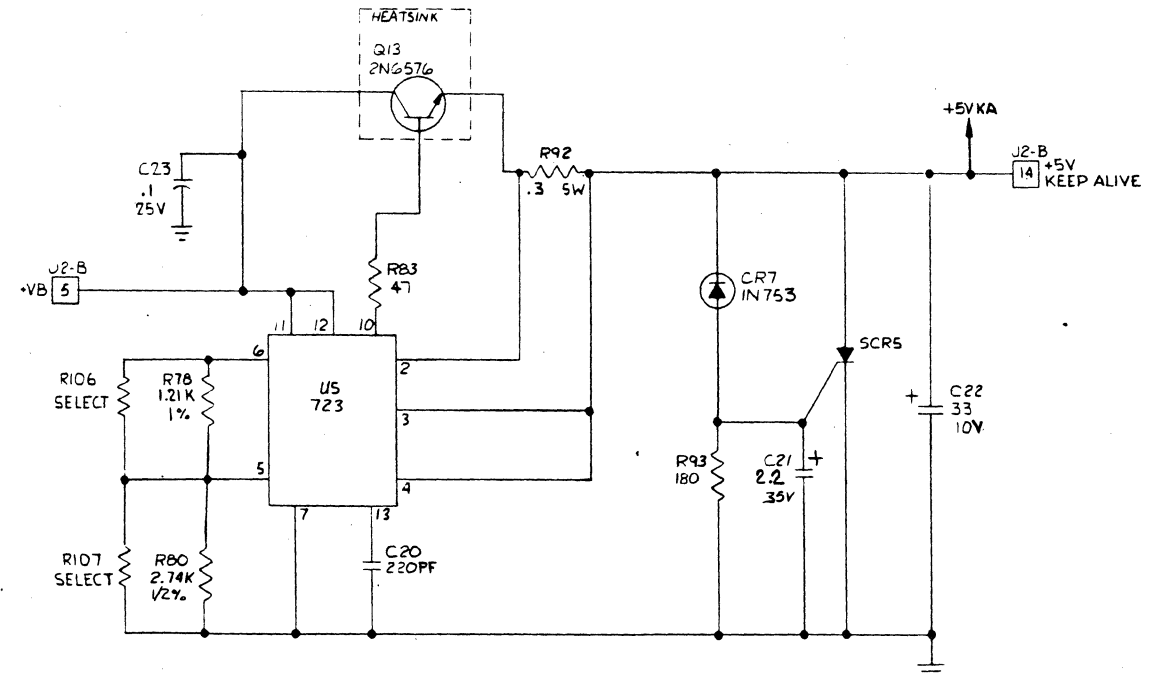 HEATSINK
Q13
2N6576
+5VKA
R92
.3 5W
J2-B
14
+5V
KEEP ALIVE
C23
.1
25V
R83
47
J2-B
+VB
5
CR7
1N753
11
12
10
6
2
SCR5
R106
SELECT
R78
1.21K
1%
U5
723
3
+
C22
33
10V
5
4
R93
180
C21
+
2.2
35V
7
13
R107
SELECT
R80
2.74K
1/2%
C20
220PF